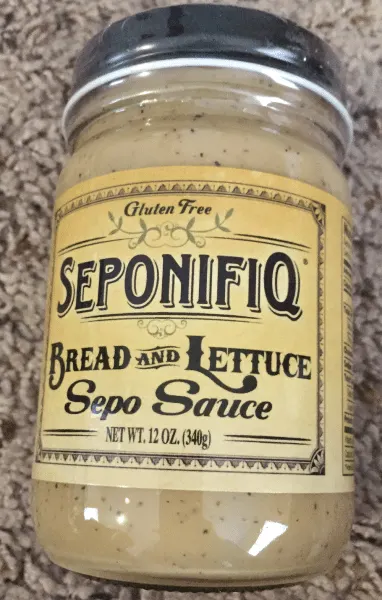 Gluten Free
SEPONIFIQ®
BREAD AND LETTUCE
Sepo Sauce
NET WT. 12 OZ. (340g)